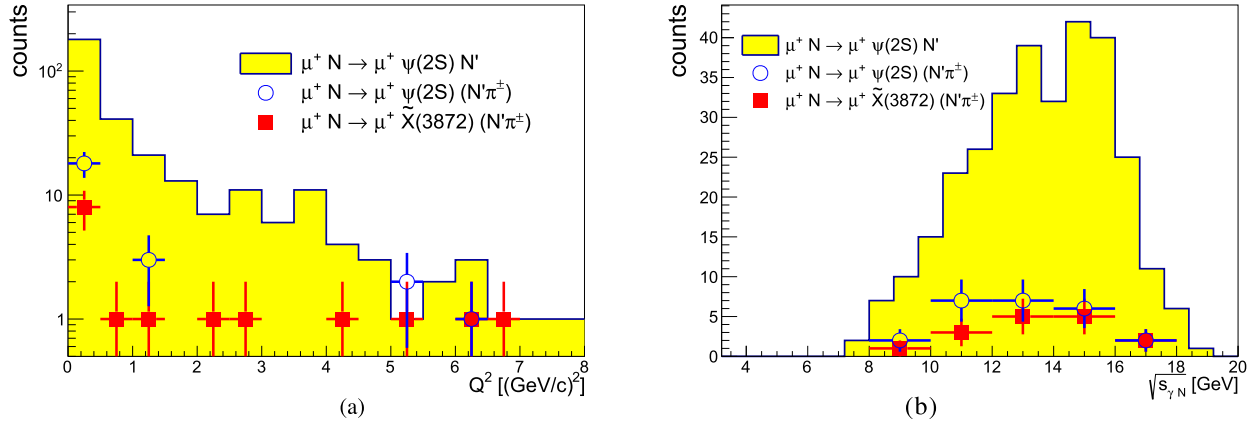 counts
10²
10
1
μ⁺ N → μ⁺ ψ(2S) N'
μ⁺ N → μ⁺ ψ(2S) (N'π±)
μ⁺ N → μ⁺ X̃(3872) (N'π±)
0 1 2 3 4 5 6 7 8
Q² [(GeV/c)²]
(a)
counts
40
35
30
25
20
15
10
5
0
μ⁺ N → μ⁺ ψ(2S) N'
μ⁺ N → μ⁺ ψ(2S) (N'π±)
μ⁺ N → μ⁺ X̃(3872) (N'π±)
4 6 8 10 12 14 16 18 20
√s_γ N [GeV]
(b)